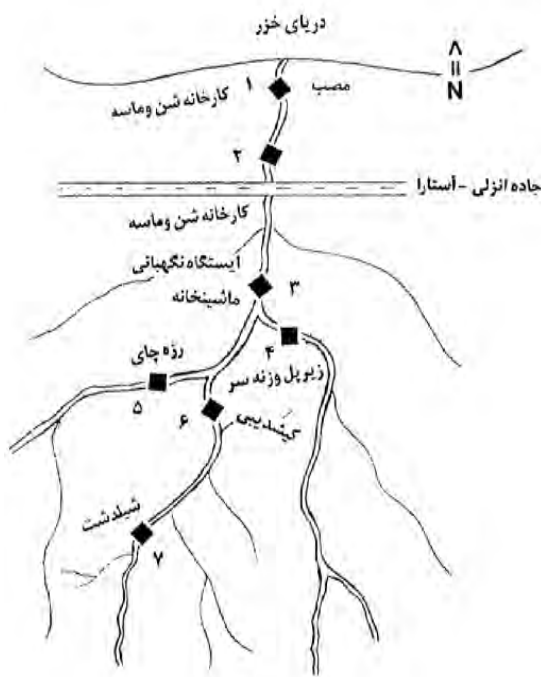 دریای خزر
N
مصب
۱
کارخانه شن وماسه
۲
جاده انزلی - آستارا
کارخانه شن وماسه
ایستگاه نگهبانی
۳
ماشینخانه
رزه چای
۴
زیر پل وزنه سر
۵
۶
کیشدیبی
شیلدشت
۷